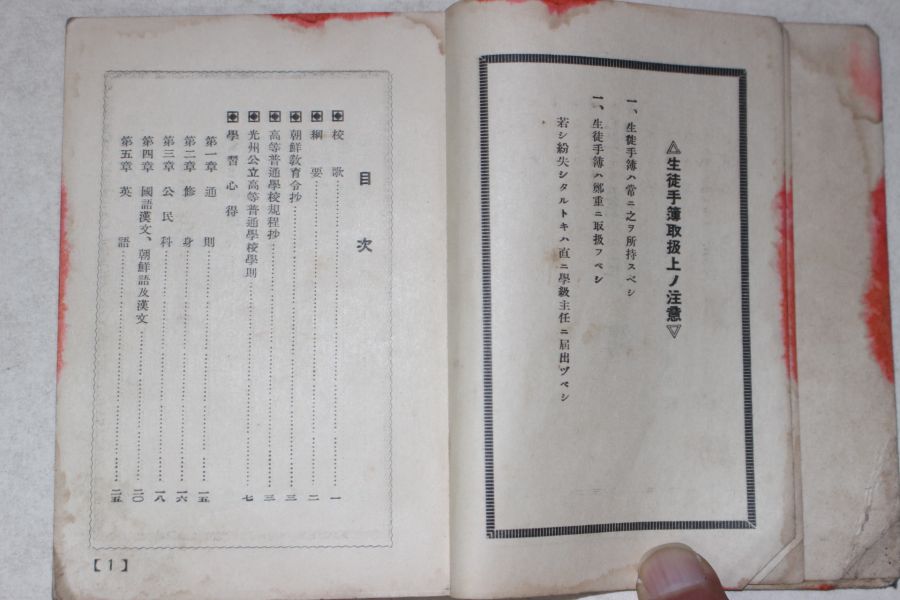 生徒手簿取扱上ノ注意
一、生徒手簿ハ常ニ之ヲ所持スベシ
一、生徒手簿ハ鄭重ニ取扱フベシ
若シ紛失シタルトキハ直ニ學級主任ニ屆出ヅベシ
目次
校歌……一
綱要……二
朝鮮敎育令抄……三
高等普通學校規程抄……三
光州公立高等普通學校學則……七
學習心得
第一章 通則……一五
第二章 修身……一六
第三章 公民科……一八
第四章 國語漢文、朝鮮語及漢文……二〇
第五章 英語……二五
【1】